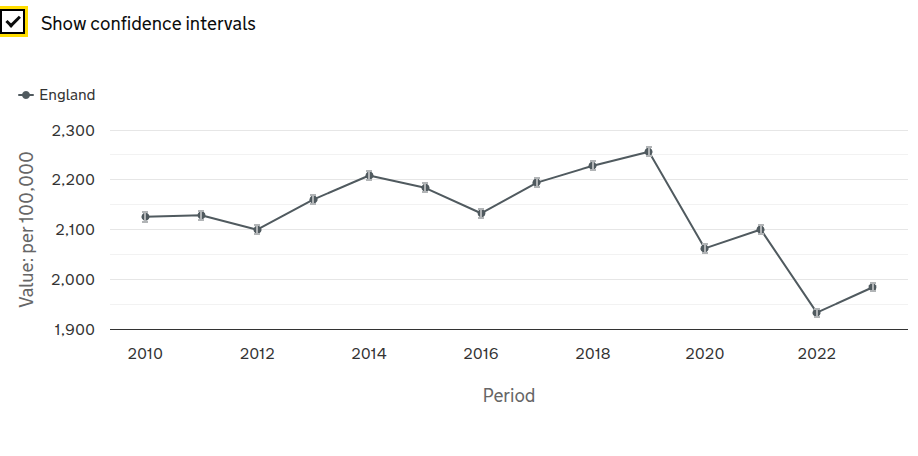 Show confidence intervals
England
2,300
2,200
2,100
2,000
1,900
Value: per 100,000
2010 2012 2014 2016 2018 2020 2022
Period